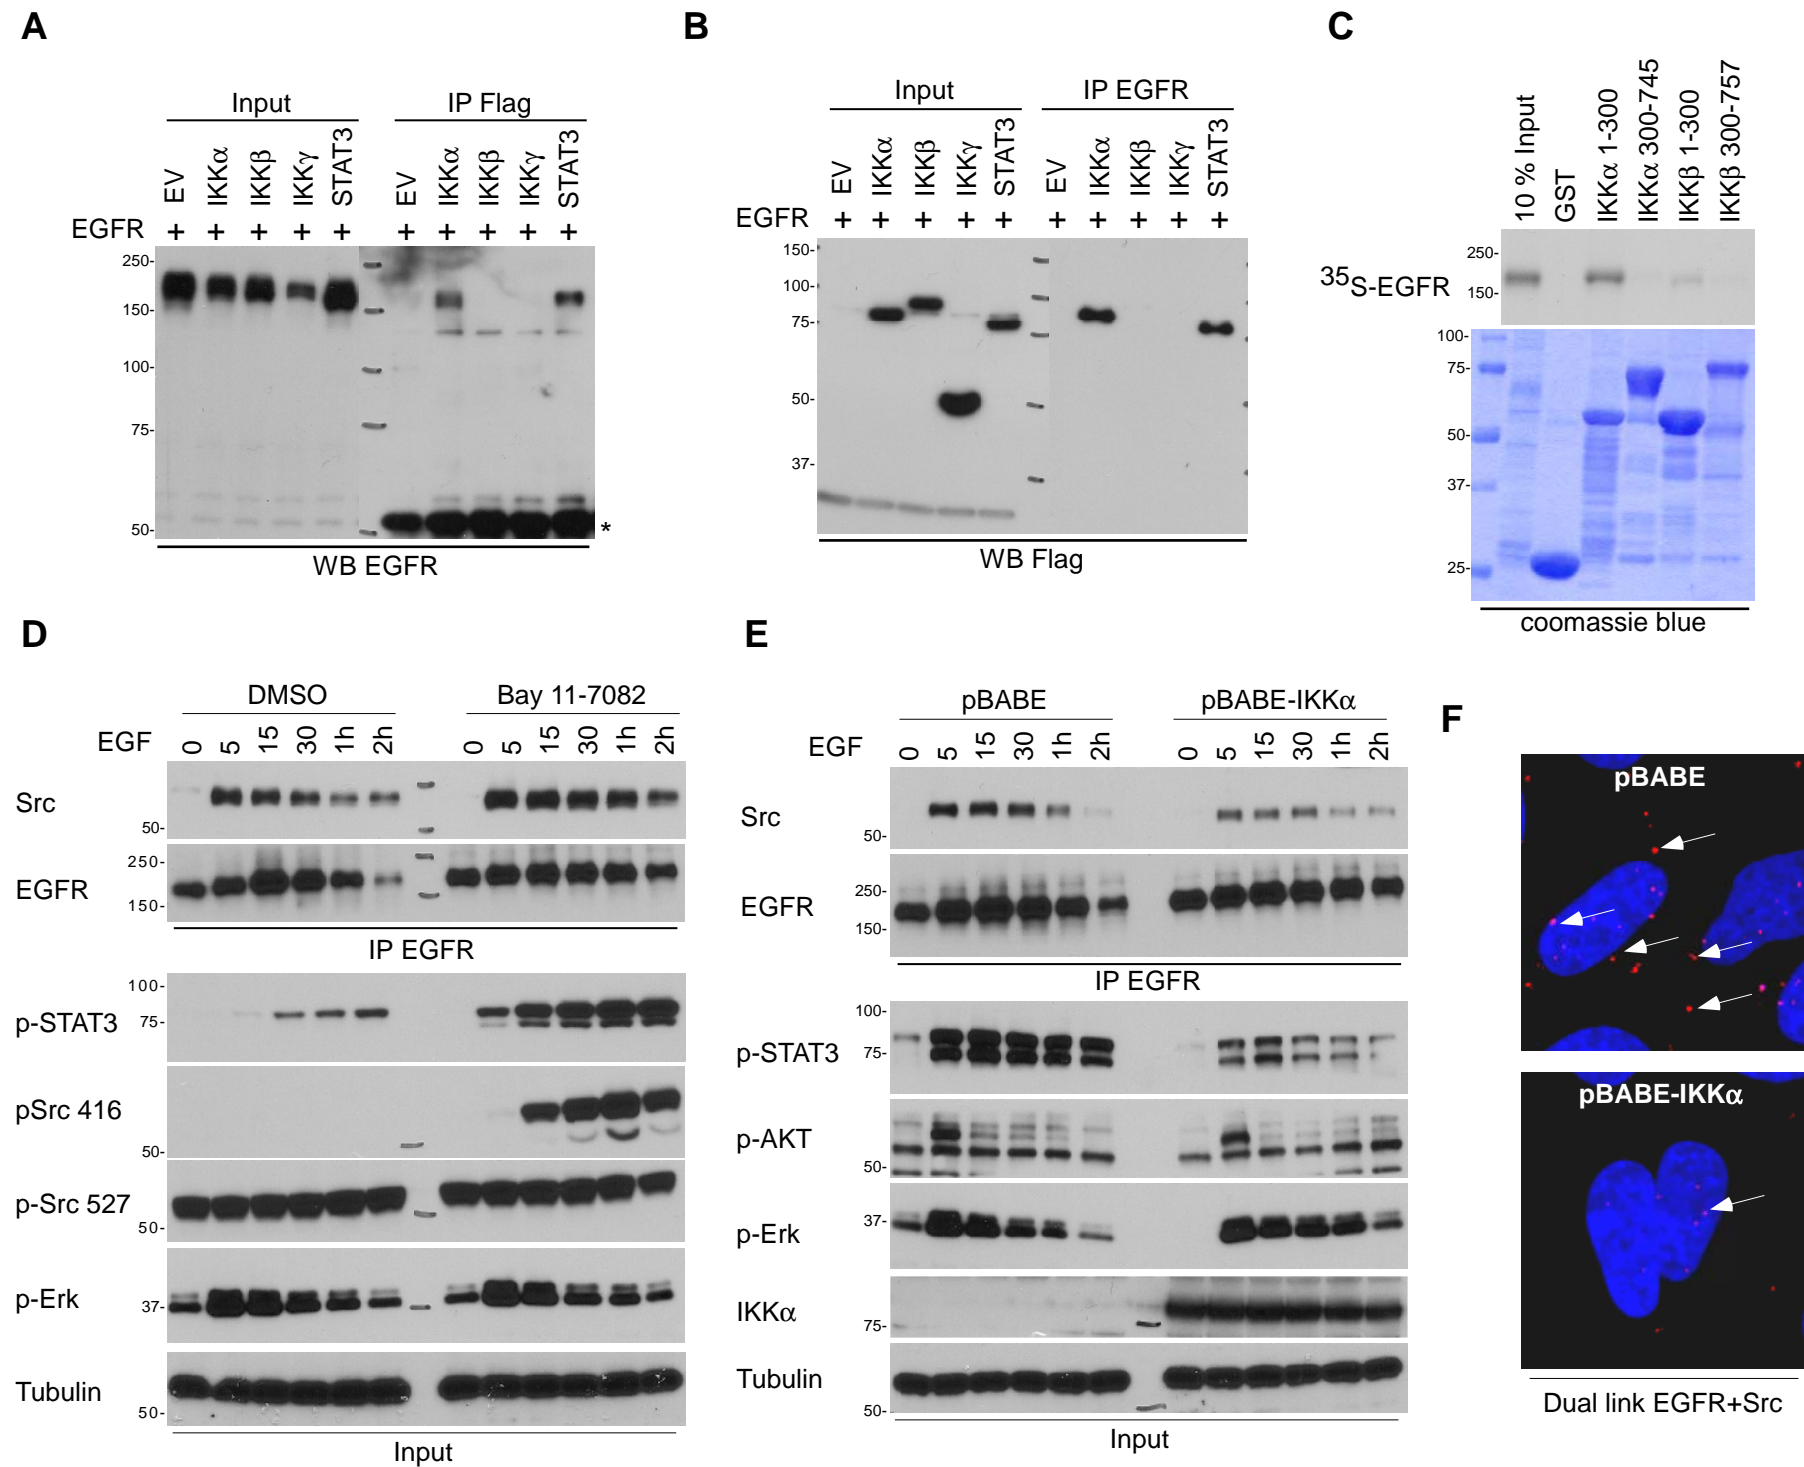 A
Input
IP Flag
EV
IKKα
IKKβ
IKKγ
STAT3
EV
IKKα
IKKβ
IKKγ
STAT3
EGFR + + + + + + + + + +
250-
150-
100-
75-
50-
*
WB EGFR
B
Input
IP EGFR
EV
IKKα
IKKβ
IKKγ
STAT3
EV
IKKα
IKKβ
IKKγ
STAT3
EGFR + + + + + + + + + +
150-
100-
75-
50-
37-
WB Flag
C
10 % Input
GST
IKKα 1-300
IKKα 300-745
IKKβ 1-300
IKKβ 300-757
35S-EGFR
250-
150-
100-
75-
50-
37-
25-
coomassie blue
D
DMSO
Bay 11-7082
EGF 0 5 15 30 1h 2h 0 5 15 30 1h 2h
Src
50-
EGFR
250-
150-
IP EGFR
p-STAT3
100-
75-
pSrc 416
50-
p-Src 527
50-
p-Erk
37-
Tubulin
50-
Input
E
pBABE
pBABE-IKKα
EGF 0 5 15 30 1h 2h 0 5 15 30 1h 2h
Src
50-
EGFR
250-
150-
IP EGFR
p-STAT3
100-
75-
p-AKT
50-
p-Erk
37-
IKKα
75-
Tubulin
50-
Input
F
pBABE
pBABE-IKKα
Dual link EGFR+Src